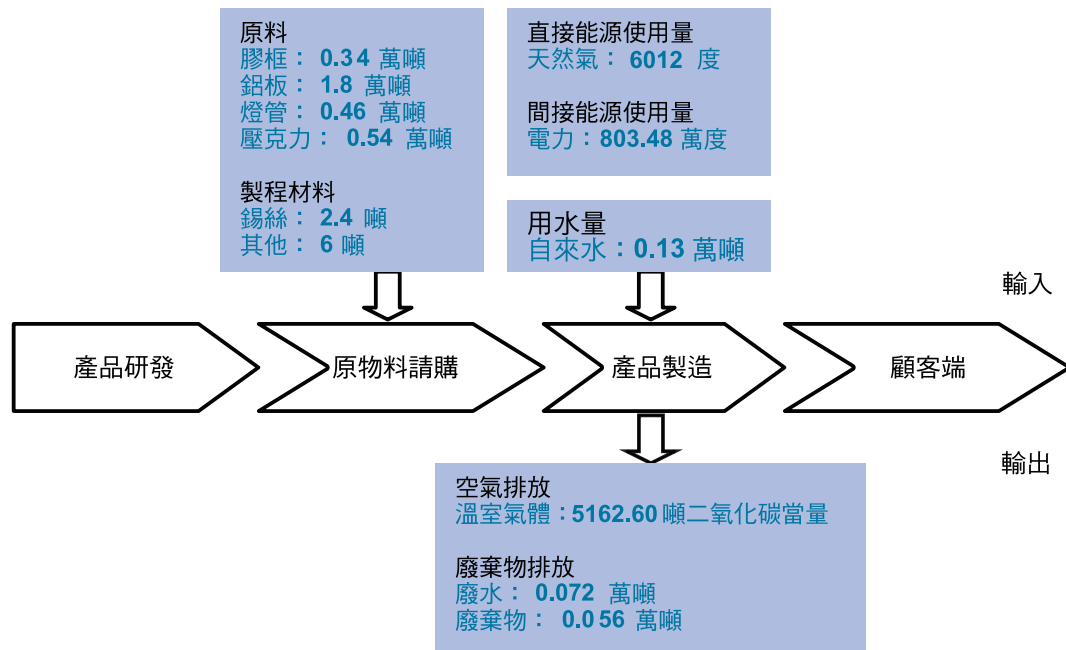 原料
膠框： 0.34 萬噸
鋁板： 1.8 萬噸
燈管： 0.46 萬噸
壓克力： 0.54 萬噸
製程材料
錫絲： 2.4 噸
其他： 6 噸
直接能源使用量
天然氣： 6012 度
間接能源使用量
電力：803.48 萬度
用水量
自來水：0.13 萬噸
輸入
產品研發
原物料請購
產品製造
顧客端
輸出
空氣排放
溫室氣體：5162.60 噸二氧化碳當量
廢棄物排放
廢水： 0.072 萬噸
廢棄物： 0.056 萬噸